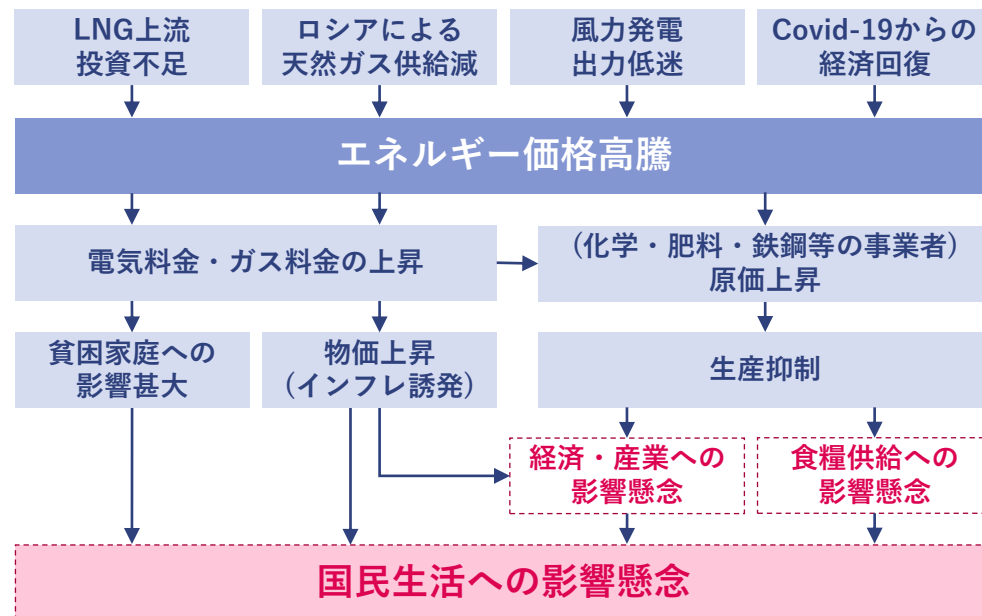 LNG上流
投資不足
ロシアによる
天然ガス供給減
風力発電
出力低迷
Covid-19からの
経済回復
エネルギー価格高騰
電気料金・ガス料金の上昇
(化学・肥料・鉄鋼等の事業者)
原価上昇
貧困家庭への
影響甚大
物価上昇
(インフレ誘発)
生産抑制
経済・産業への
影響懸念
食糧供給への
影響懸念
国民生活への影響懸念